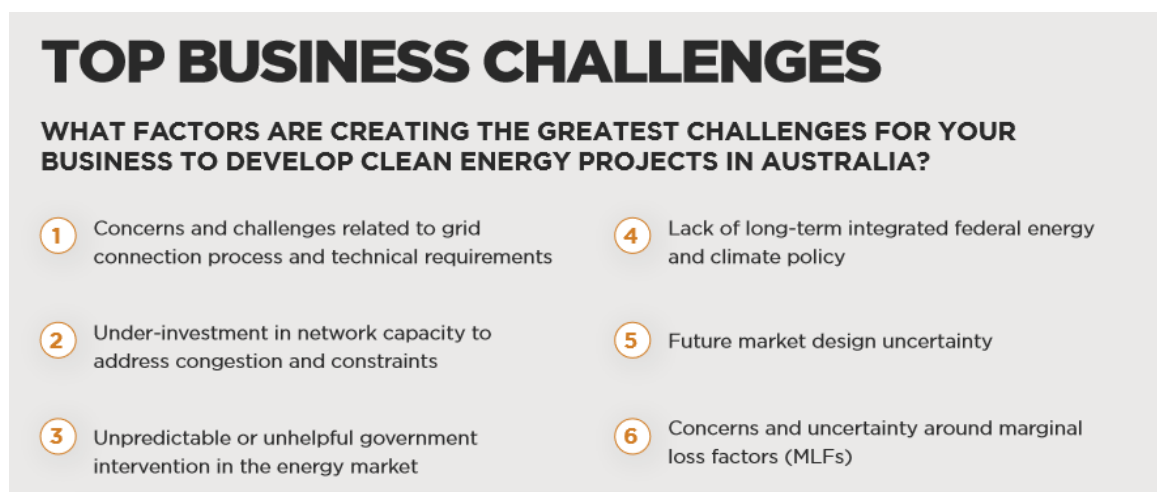 TOP BUSINESS CHALLENGES
WHAT FACTORS ARE CREATING THE GREATEST CHALLENGES FOR YOUR
BUSINESS TO DEVELOP CLEAN ENERGY PROJECTS IN AUSTRALIA?
1
Concerns and challenges related to grid
connection process and technical requirements
2
Under-investment in network capacity to
address congestion and constraints
3
Unpredictable or unhelpful government
intervention in the energy market
4
Lack of long-term integrated federal energy
and climate policy
5
Future market design uncertainty
6
Concerns and uncertainty around marginal
loss factors (MLFs)